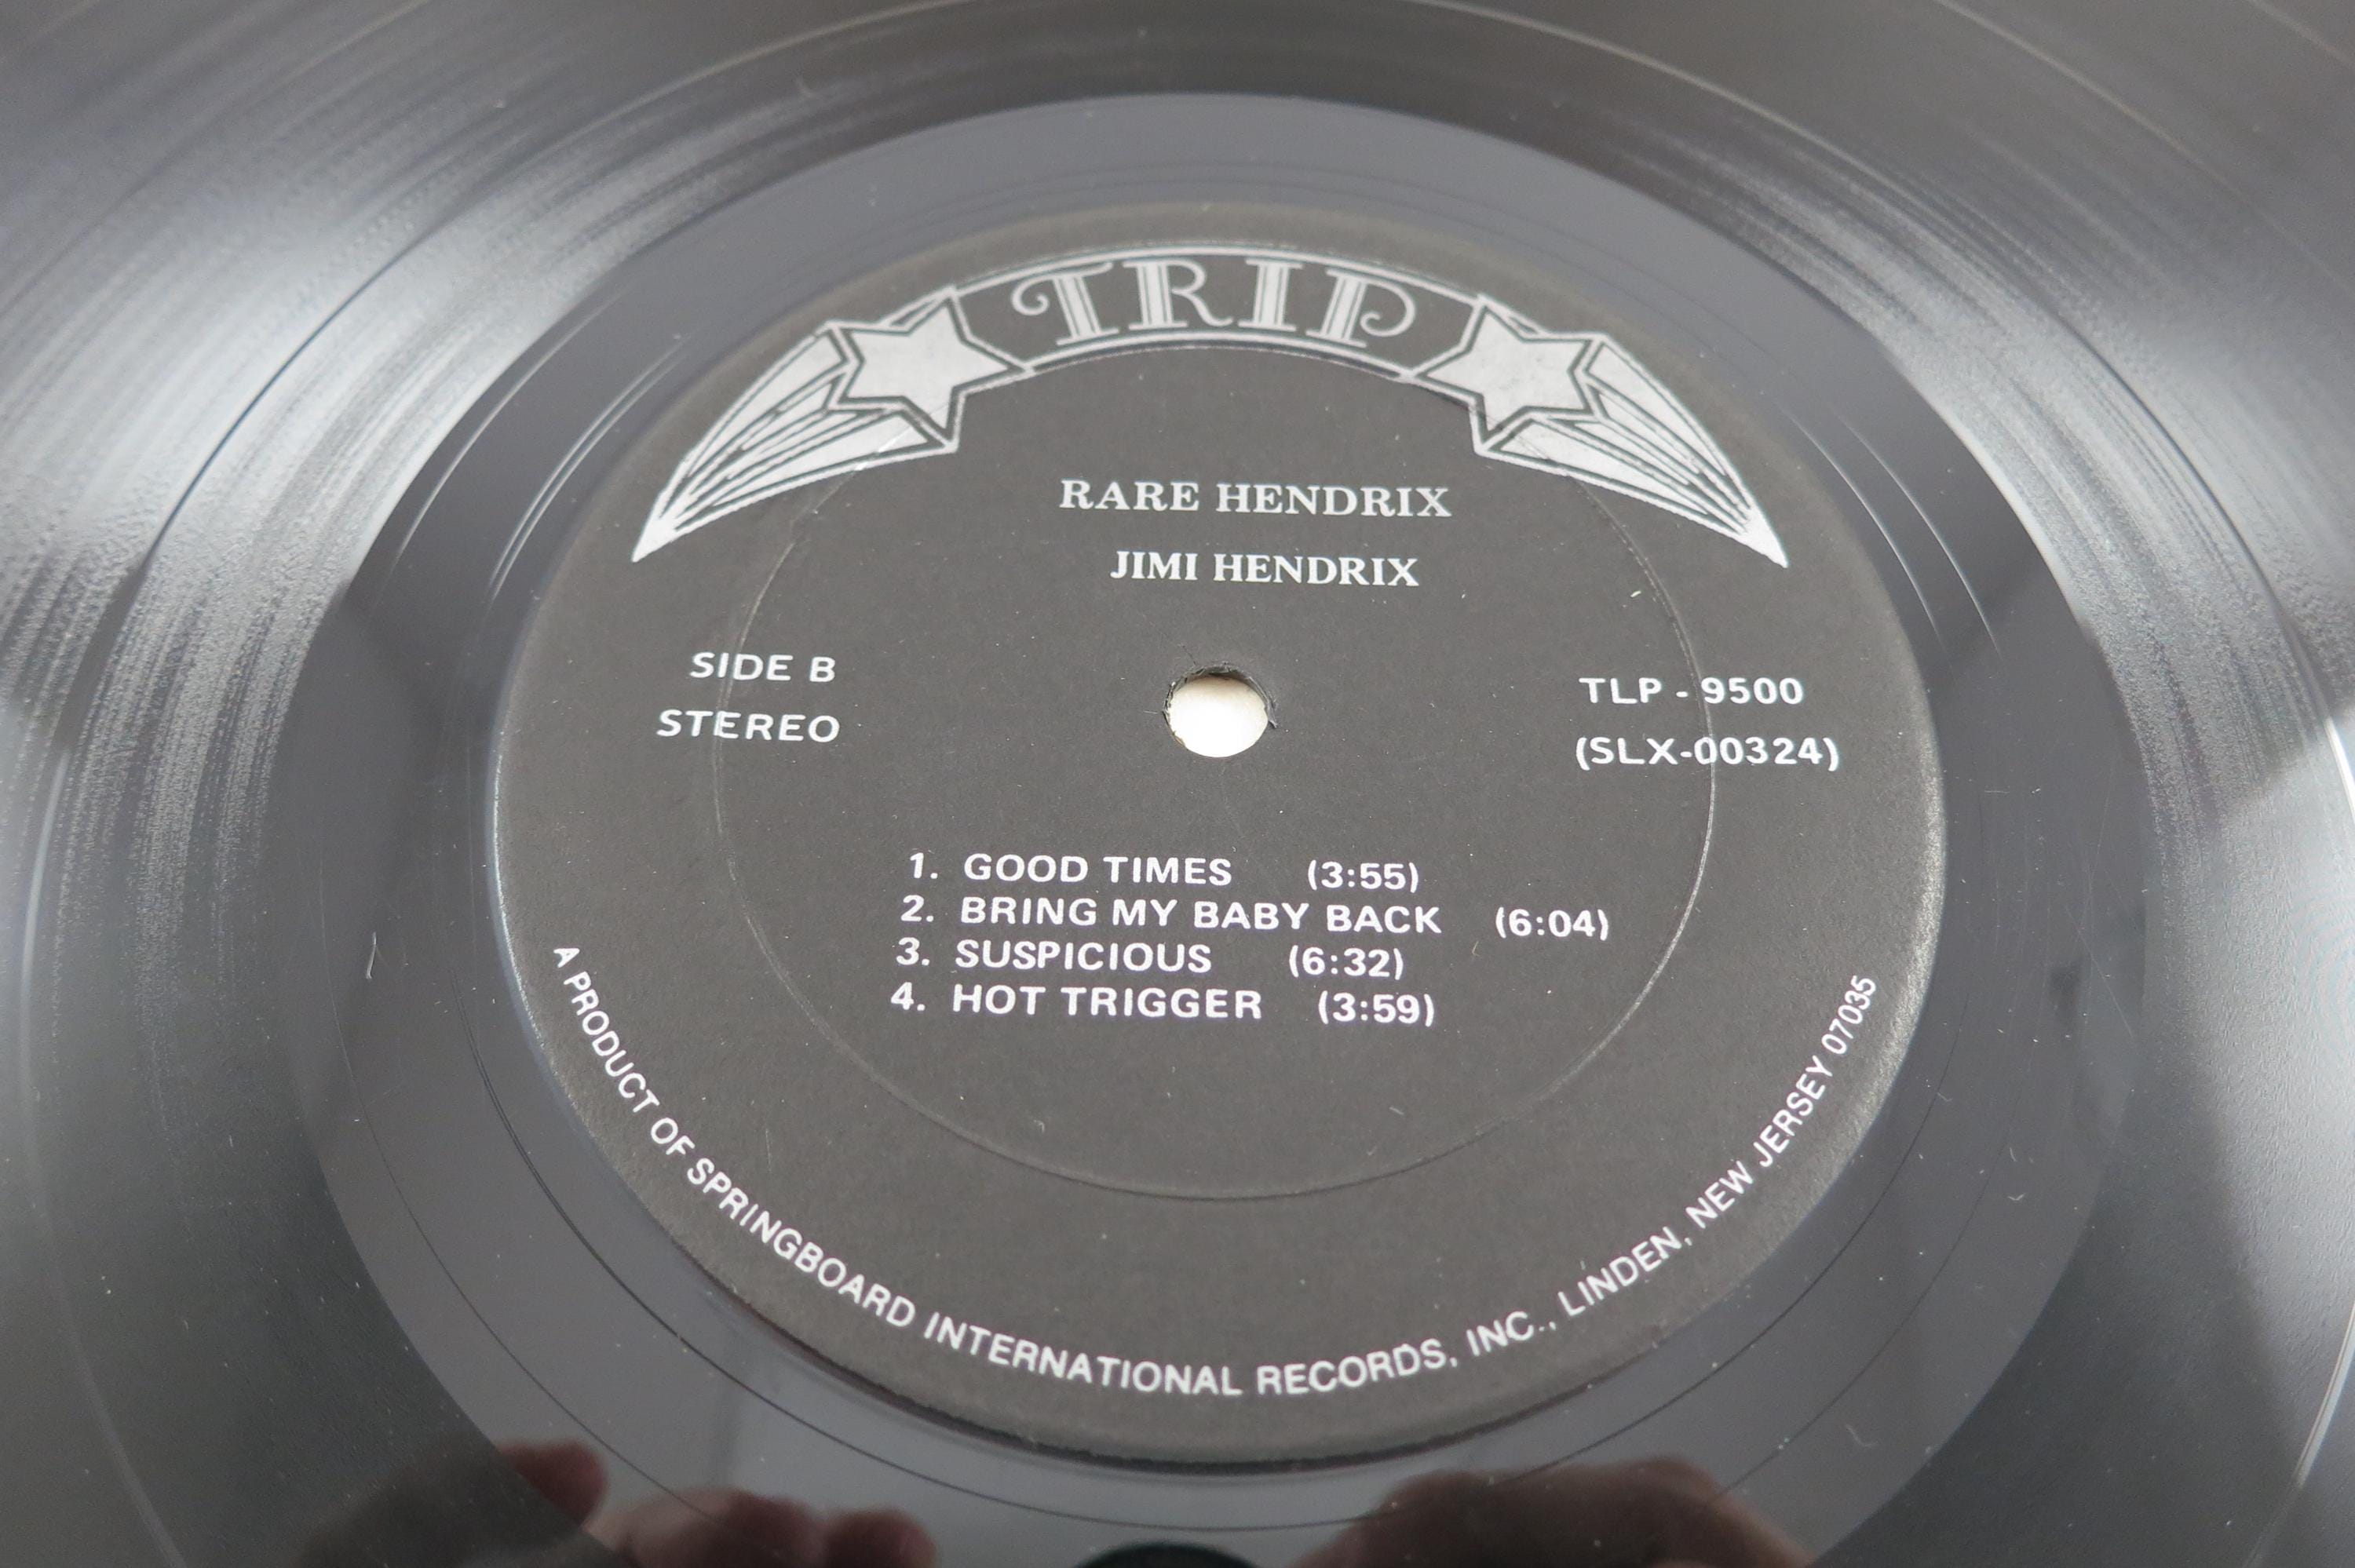 TRIP
RARE HENDRIX
JIMI HENDRIX
SIDE B
STEREO
TLP - 9500
(SLX-00324)
1. GOOD TIMES (3:55)
2. BRING MY BABY BACK (6:04)
3. SUSPICIOUS (6:32)
4. HOT TRIGGER (3:59)
A PRODUCT OF SPRINGBOARD INTERNATIONAL RECORDS, INC., LINDEN, NEW JERSEY 07035